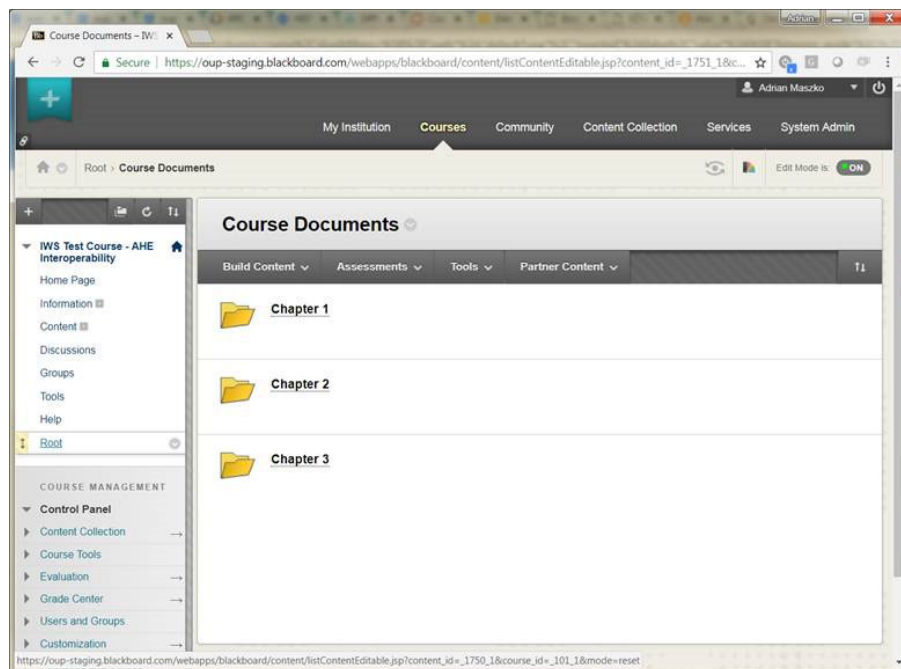 Adrian
Course Documents – IWS
Secure | https://oup-staging.blackboard.com/webapps/blackboard/content/listContentEditable.jsp?content_id=_1751_1&c...
Adrian Maszko
My Institution Courses Community Content Collection Services System Admin
Root > Course Documents
Edit Mode is: ON
IWS Test Course - AHE
Interoperability
Home Page
Information
Content
Discussions
Groups
Tools
Help
Root
COURSE MANAGEMENT
Control Panel
Content Collection
Course Tools
Evaluation
Grade Center
Users and Groups
Customization
Course Documents
Build Content Assessments Tools Partner Content
Chapter 1
Chapter 2
Chapter 3
https://oup-staging.blackboard.com/webapps/blackboard/content/listContentEditable.jsp?content_id=_1750_1&course_id=_101_1&mode=reset